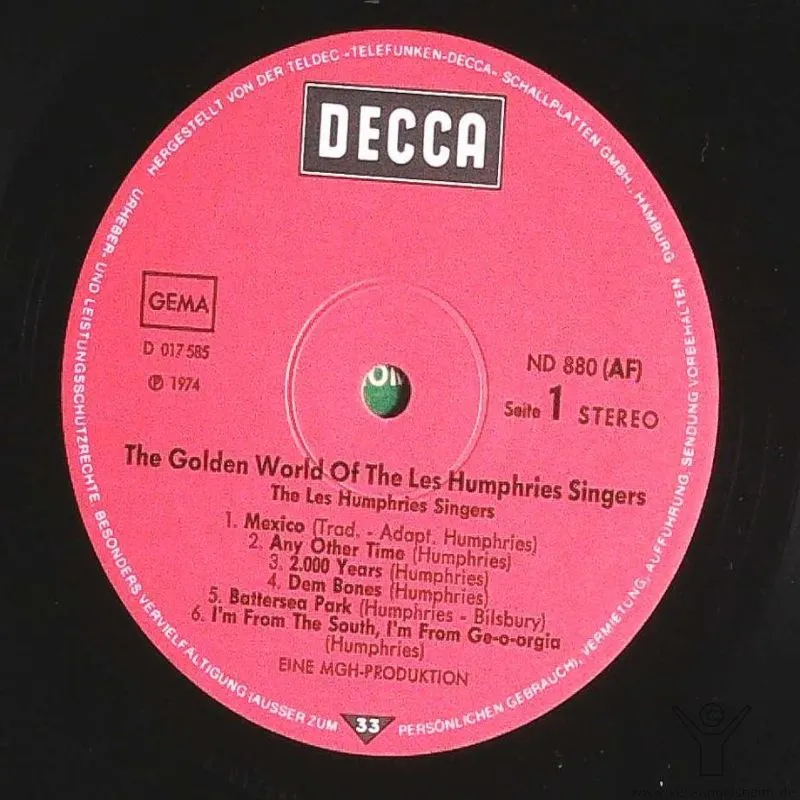 URHEBER- UND LEISTUNGSSCHUTZRECHTE BESONDERS VERVIELFÄLTIGUNG (AUSSER ZUM PERSÖNLICHEN GEBRAUCH), VERMIETUNG, AUFFÜHRUNG, SENDUNG VORBEHALTEN
HERGESTELLT VON DER TELDEC »TELEFUNKEN-DECCA« SCHALLPLATTEN GMBH., HAMBURG
DECCA
GEMA
D 017 585
℗ 1974
ND 880 (AF)
Seite 1 STEREO
The Golden World Of The Les Humphries Singers
The Les Humphries Singers
1. Mexico (Trad. - Adapt. Humphries)
2. Any Other Time (Humphries)
3. 2.000 Years (Humphries)
4. Dem Bones (Humphries)
5. Battersea Park (Humphries - Bilsbury)
6. I'm From The South, I'm From Ge-o-orgia
(Humphries)
EINE MGH-PRODUKTION
33